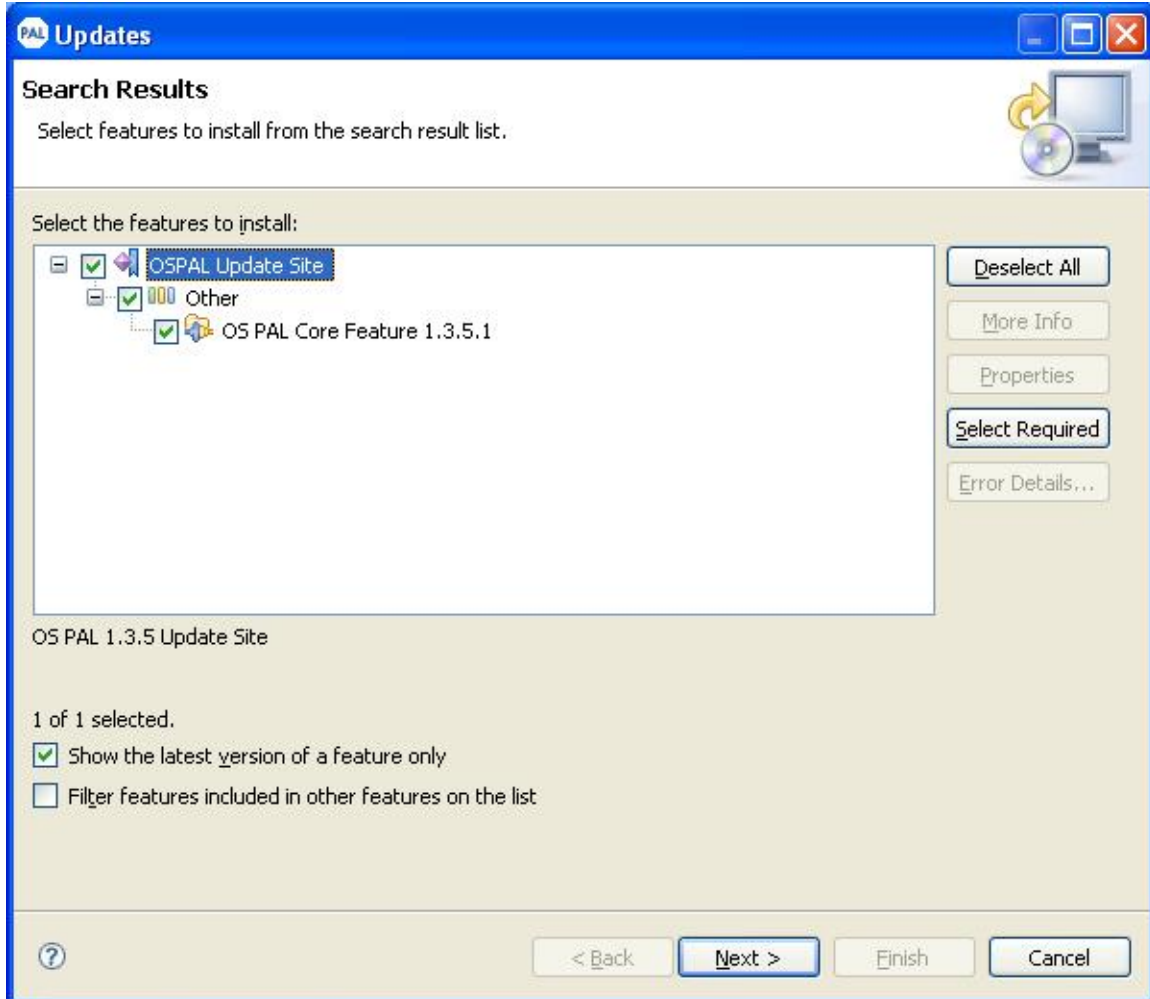 PAL Updates
Search Results
Select features to install from the search result list.
Select the features to install:
OSPAL Update Site
Other
OS PAL Core Feature 1.3.5.1
Deselect All
More Info
Properties
Select Required
Error Details...
OS PAL 1.3.5 Update Site
1 of 1 selected.
Show the latest version of a feature only
Filter features included in other features on the list
? < Back Next > Finish Cancel